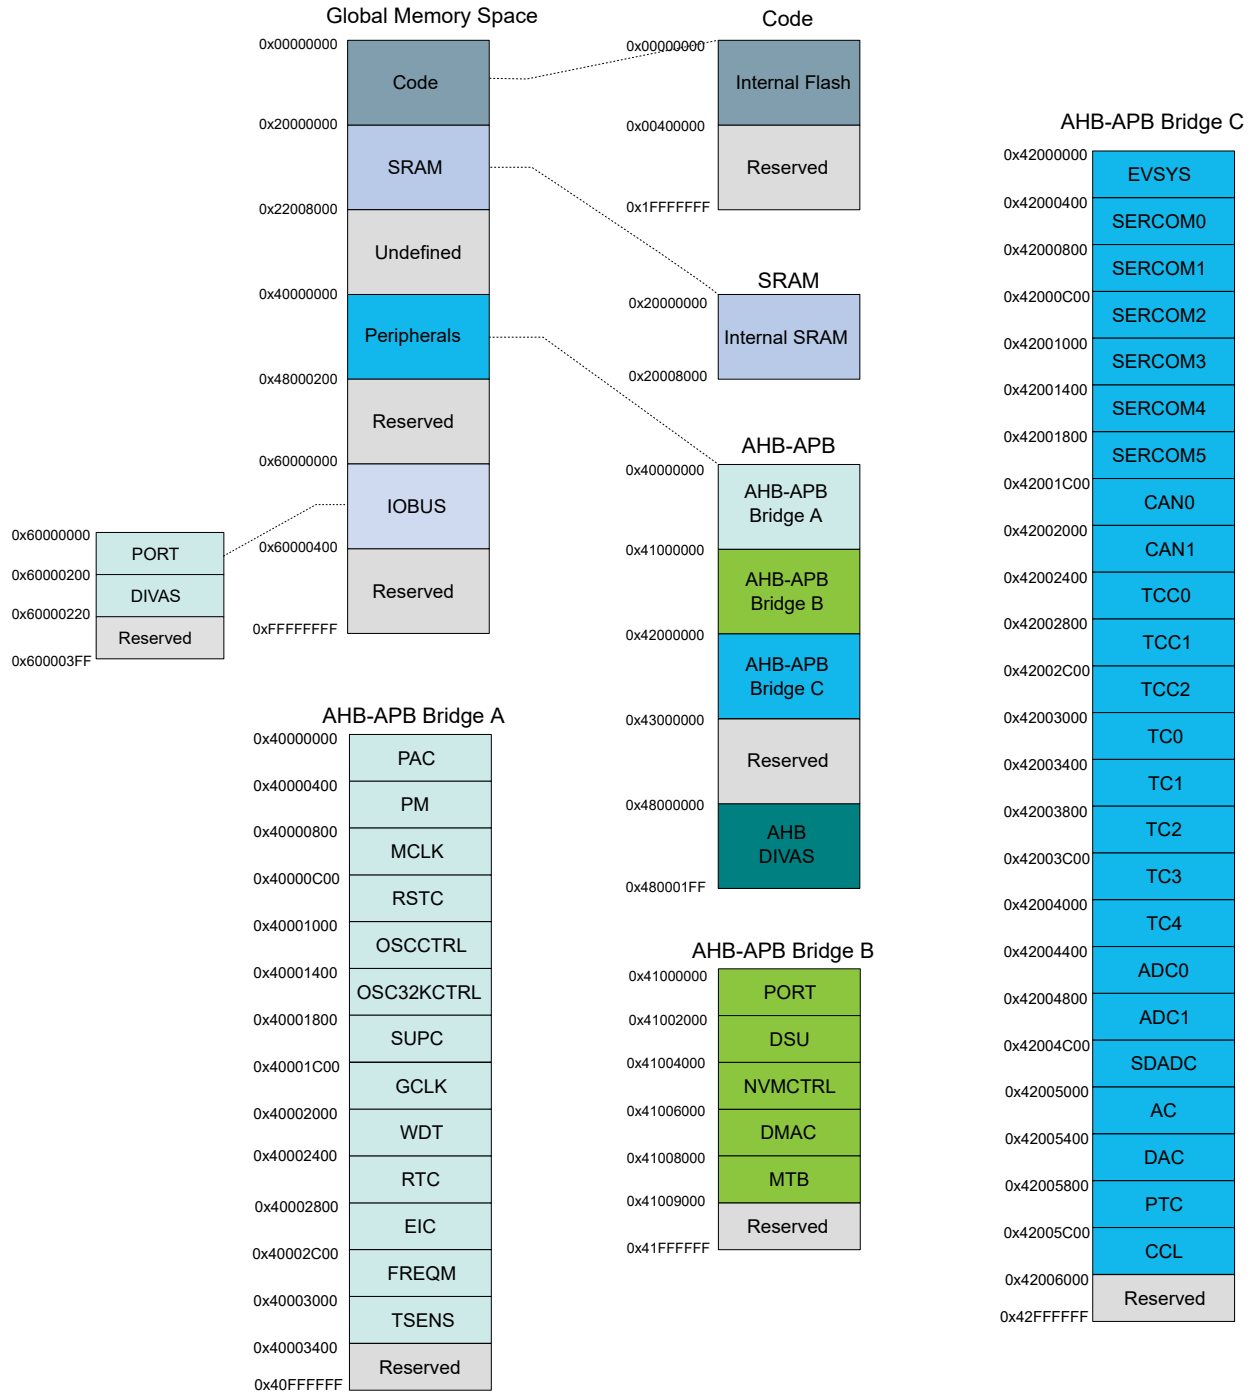 Global Memory Space
0x00000000
Code
0x20000000
SRAM
0x22008000
Undefined
0x40000000
Peripherals
0x48000200
Reserved
0x60000000
IOBUS
0x60000400
Reserved
0xFFFFFFFF
0x60000000
PORT
0x60000200
DIVAS
0x60000220
Reserved
0x600003FF
AHB-APB Bridge A
0x40000000
PAC
0x40000400
PM
0x40000800
MCLK
0x40000C00
RSTC
0x40001000
OSCCTRL
0x40001400
OSC32KCTRL
0x40001800
SUPC
0x40001C00
GCLK
0x40002000
WDT
0x40002400
RTC
0x40002800
EIC
0x40002C00
FREQM
0x40003000
TSENS
0x40003400
Reserved
0x40FFFFFF
Code
0x00000000
Internal Flash
0x00400000
Reserved
0x1FFFFFFF
SRAM
0x20000000
Internal SRAM
0x20008000
AHB-APB
0x40000000
AHB-APB
Bridge A
0x41000000
AHB-APB
Bridge B
0x42000000
AHB-APB
Bridge C
0x43000000
Reserved
0x48000000
AHB
DIVAS
0x480001FF
AHB-APB Bridge B
0x41000000
PORT
0x41002000
DSU
0x41004000
NVMCTRL
0x41006000
DMAC
0x41008000
MTB
0x41009000
Reserved
0x41FFFFFF
AHB-APB Bridge C
0x42000000
EVSYS
0x42000400
SERCOM0
0x42000800
SERCOM1
0x42000C00
SERCOM2
0x42001000
SERCOM3
0x42001400
SERCOM4
0x42001800
SERCOM5
0x42001C00
CAN0
0x42002000
CAN1
0x42002400
TCC0
0x42002800
TCC1
0x42002C00
TCC2
0x42003000
TC0
0x42003400
TC1
0x42003800
TC2
0x42003C00
TC3
0x42004000
TC4
0x42004400
ADC0
0x42004800
ADC1
0x42004C00
SDADC
0x42005000
AC
0x42005400
DAC
0x42005800
PTC
0x42005C00
CCL
0x42006000
Reserved
0x42FFFFFF